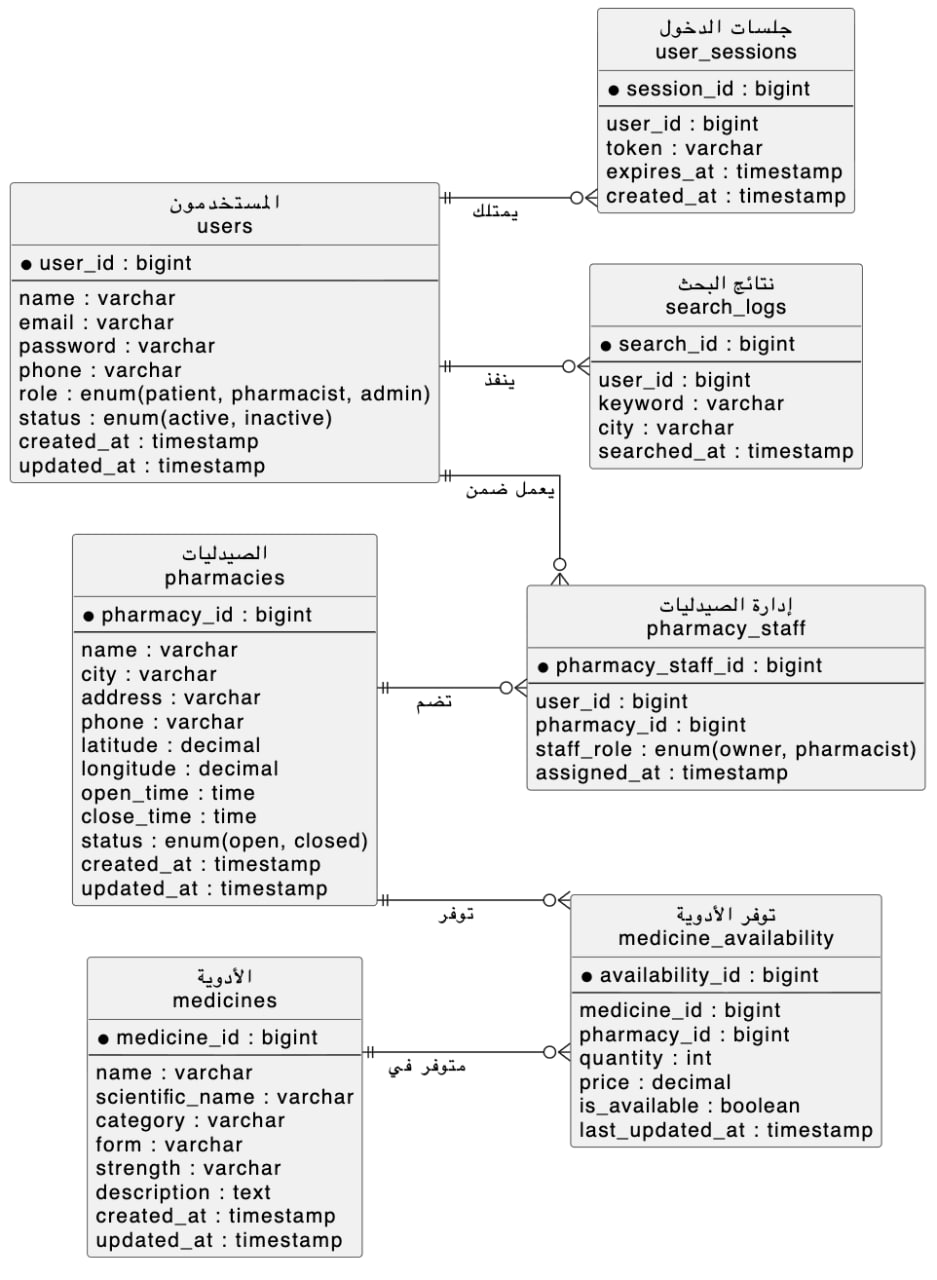 جلسات الدخول
user_sessions
● session_id : bigint
user_id : bigint
token : varchar
expires_at : timestamp
created_at : timestamp
المستخدمون
users
● user_id : bigint
name : varchar
email : varchar
password : varchar
phone : varchar
role : enum(patient, pharmacist, admin)
status : enum(active, inactive)
created_at : timestamp
updated_at : timestamp
يمتلك
نتائج البحث
search_logs
● search_id : bigint
user_id : bigint
keyword : varchar
city : varchar
searched_at : timestamp
ينفذ
يعمل ضمن
الصيدليات
pharmacies
● pharmacy_id : bigint
name : varchar
city : varchar
address : varchar
phone : varchar
latitude : decimal
longitude : decimal
open_time : time
close_time : time
status : enum(open, closed)
created_at : timestamp
updated_at : timestamp
إدارة الصيدليات
pharmacy_staff
● pharmacy_staff_id : bigint
user_id : bigint
pharmacy_id : bigint
staff_role : enum(owner, pharmacist)
assigned_at : timestamp
تضم
توفر
توفر الأدوية
medicine_availability
● availability_id : bigint
medicine_id : bigint
pharmacy_id : bigint
quantity : int
price : decimal
is_available : boolean
last_updated_at : timestamp
الأدوية
medicines
● medicine_id : bigint
name : varchar
scientific_name : varchar
category : varchar
form : varchar
strength : varchar
description : text
created_at : timestamp
updated_at : timestamp
متوفر في